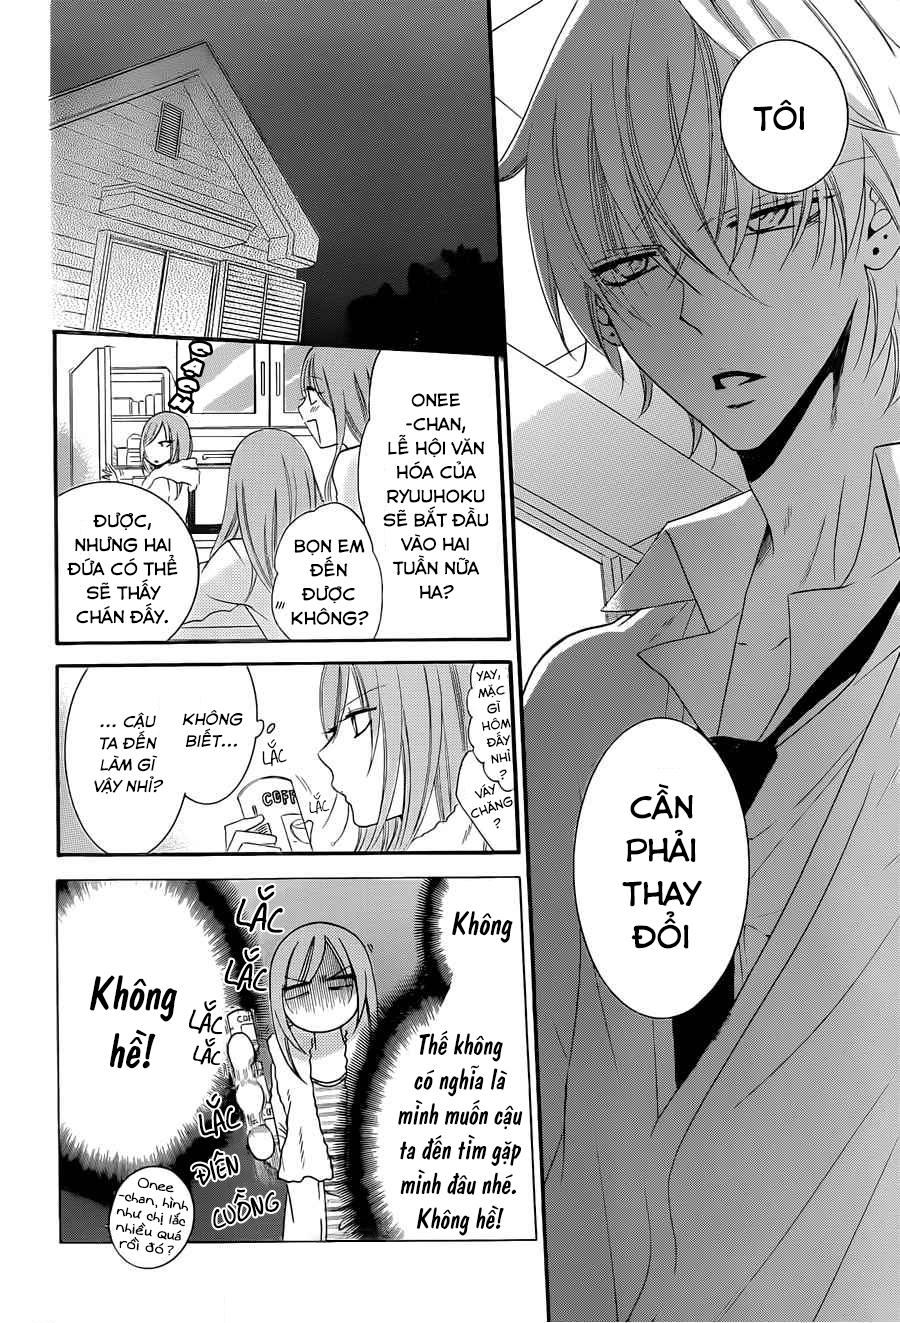 TÔI
CẦN
PHẢI
THAY
ĐỔI
CẠCH
ONEE
-CHAN,
LỄ HỘI VĂN
HÓA CỦA
RYUUHOKU
SẼ BẮT ĐẦU
VÀO HAI
TUẦN NỮA
HA?
BỌN EM
ĐẾN
ĐƯỢC
KHÔNG?
ĐƯỢC,
NHƯNG HAI
ĐỨA CÓ THỂ
SẼ THẤY
CHÁN ĐẤY.
YAY,
MẶC
GÌ
HÔM
ĐẤY
NHỈ
?
VÁY
CHĂNG
?
KHÔNG
BIẾT...
... CẬU
TA ĐẾN
LÀM GÌ
VẬY NHỈ?
LẮC
LẮC
COFF
Không
Thế không
có nghĩa là
mình muốn cậu
ta đến tìm gặp
mình đâu nhé.
Không hề!
LẮC
LẮC
LẮC
LẮC
LẮC
ĐIÊN
CUỒNG
Không
hề!
Onee
-chan, hình
như chị lắc
nhiều quá
rồi đó?